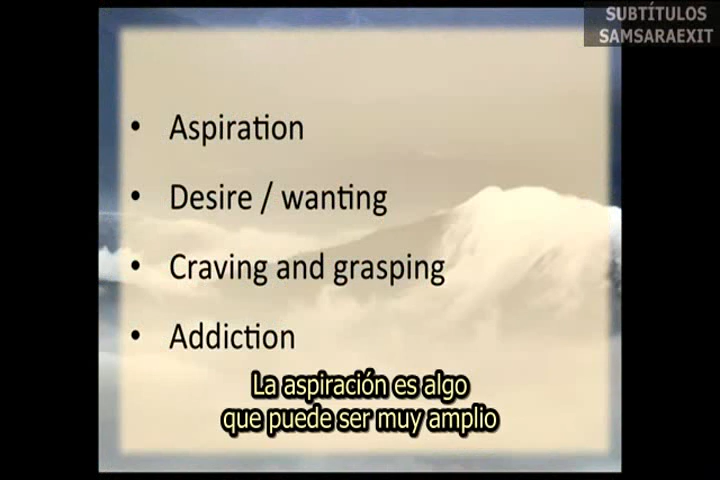 SUBTÍTULOS
SAMSARAEXIT
• Aspiration
• Desire / wanting
• Craving and grasping
• Addiction
La aspiración es algo
que puede ser muy amplio